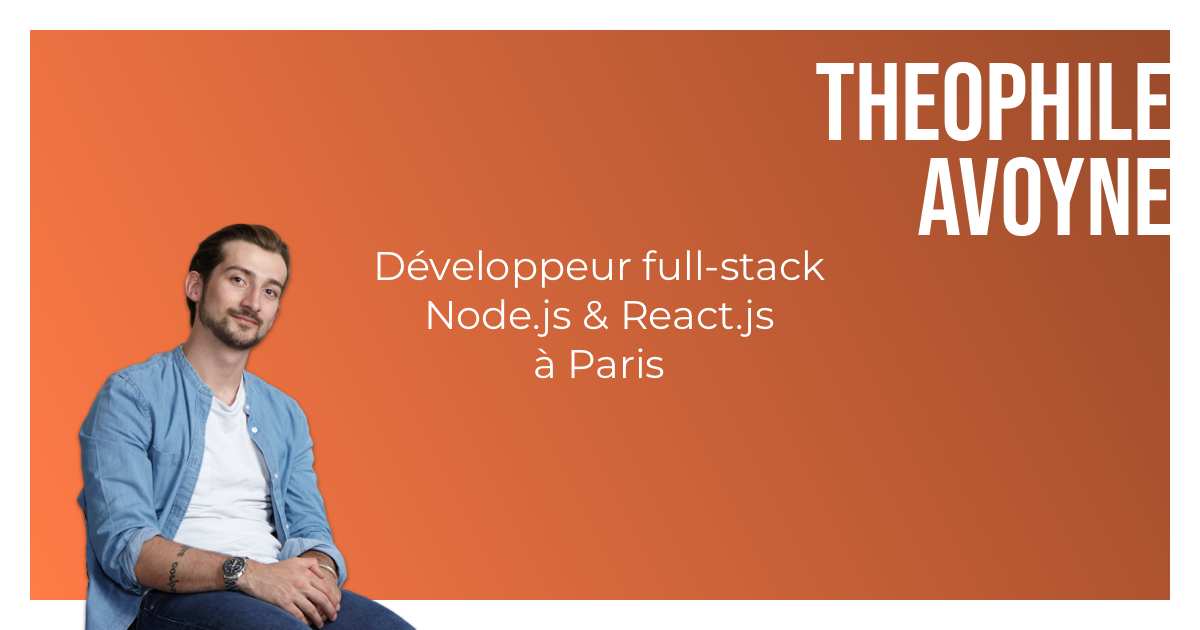 THEOPHILE
AVOYNE
Développeur full-stack
Node.js & React.js
à Paris